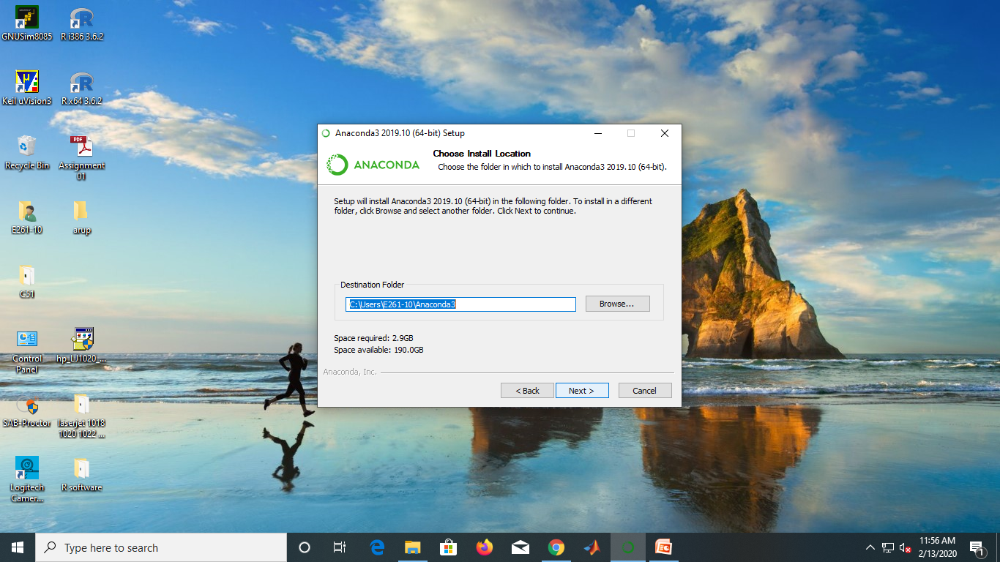 GNUSim8085
R i386 3.6.2
Keil uVision3
R x64 3.6.2
Recycle Bin
PDF
Assignment
01
E261-10
arup
C51
Control
Panel
hp_LJ1020_...
SAB-Proctor
laserjet 1018
1020 1022 ...
Logitech
Camer...
R software
Anaconda3 2019.10 (64-bit) Setup
ANACONDA
Choose Install Location
Choose the folder in which to install Anaconda3 2019.10 (64-bit).
Setup will install Anaconda3 2019.10 (64-bit) in the following folder. To install in a different
folder, click Browse and select another folder. Click Next to continue.
Destination Folder
C:\Users\E261-10\Anaconda3
Browse...
Space required: 2.9GB
Space available: 190.0GB
Anaconda, Inc.
< Back
Next >
Cancel
Type here to search
11:56 AM
2/13/2020
1